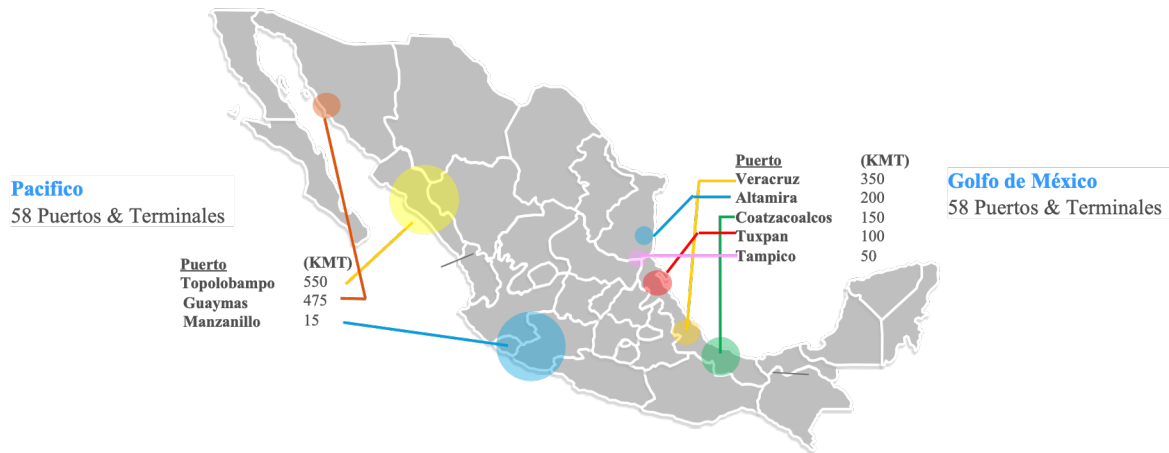 Pacifico
58 Puertos & Terminales
Puerto (KMT)
Topolobampo 550
Guaymas 475
Manzanillo 15
Puerto (KMT)
Veracruz 350
Altamira 200
Coatzacoalcos 150
Tuxpan 100
Tampico 50
Golfo de México
58 Puertos & Terminales